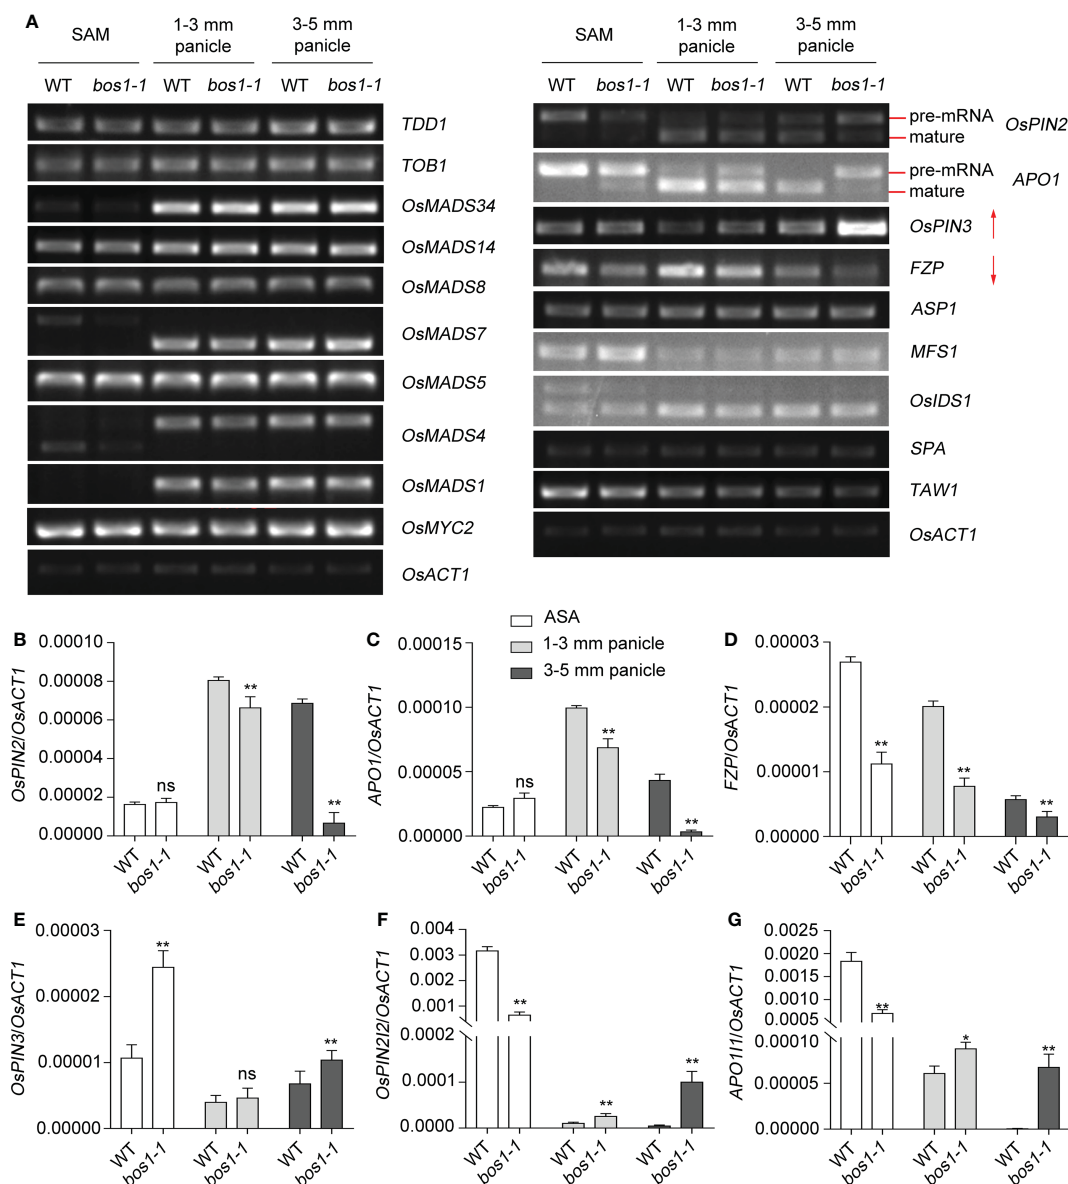 A
SAM
1-3 mm panicle
3-5 mm panicle
WT bos1-1 WT bos1-1 WT bos1-1
TDD1
TOB1
OsMADS34
OsMADS14
OsMADS8
OsMADS7
OsMADS5
OsMADS4
OsMADS1
OsMYC2
OsACT1
SAM
1-3 mm panicle
3-5 mm panicle
WT bos1-1 WT bos1-1 WT bos1-1
pre-mRNA
mature
OsPIN2
pre-mRNA
mature
APO1
OsPIN3
FZP
ASP1
MFS1
OsIDS1
SPA
TAW1
OsACT1
ASA
1-3 mm panicle
3-5 mm panicle
B
OsPIN2/OsACT1
0.00010
0.00008
0.00006
0.00004
0.00002
0.00000
ns
**
**
WT bos1-1 WT bos1-1 WT bos1-1
C
APO1/OsACT1
0.00015
0.00010
0.00005
0.00000
ns
**
**
WT bos1-1 WT bos1-1 WT bos1-1
D
FZP/OsACT1
0.00003
0.00002
0.00001
0.00000
**
**
**
WT bos1-1 WT bos1-1 WT bos1-1
E
OsPIN3/OsACT1
0.00003
0.00002
0.00001
0.00000
**
ns
**
WT bos1-1 WT bos1-1 WT bos1-1
F
OsPIN2I2/OsACT1
0.004
0.003
0.002
0.001
0.0002
0.0001
0.0000
**
**
**
WT bos1-1 WT bos1-1 WT bos1-1
G
APO1I1/OsACT1
0.0025
0.0020
0.0015
0.0010
0.0005
0.00010
0.00005
0.00000
**
*
**
WT bos1-1 WT bos1-1 WT bos1-1